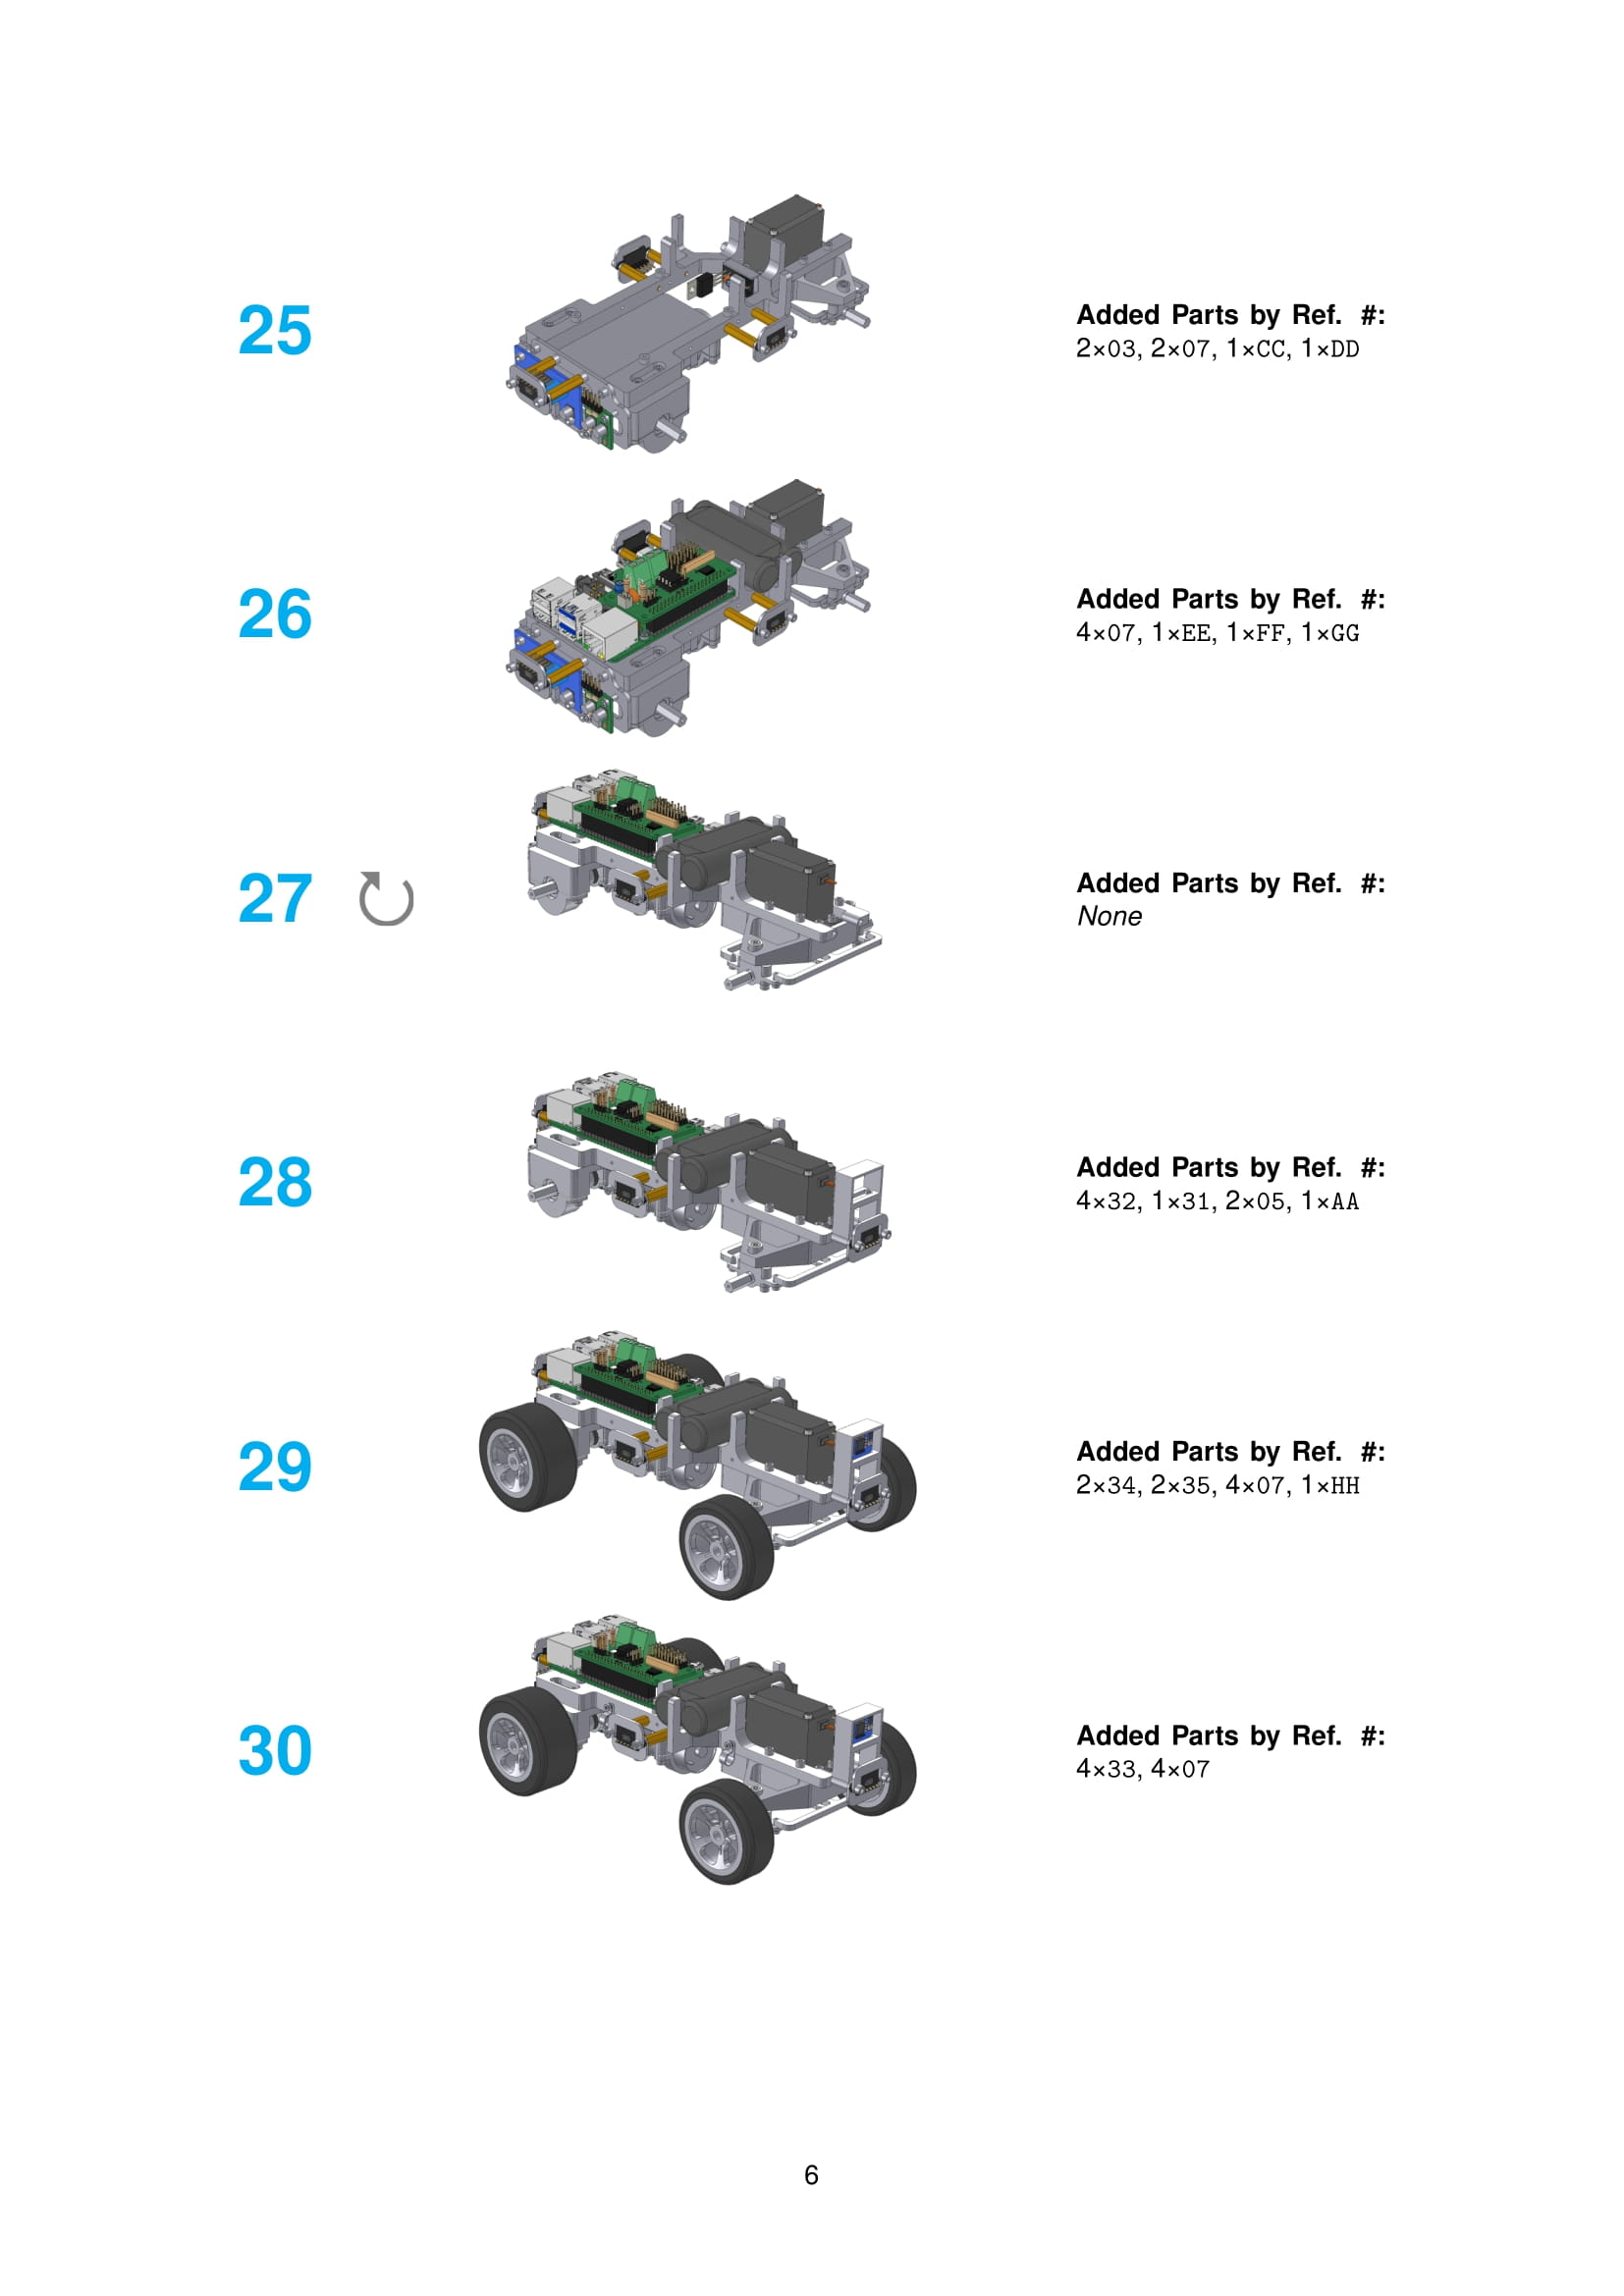 25
Added Parts by Ref. #:
2×03, 2×07, 1×CC, 1×DD
26
Added Parts by Ref. #:
4×07, 1×EE, 1×FF, 1×GG
27
Added Parts by Ref. #:
None
28
Added Parts by Ref. #:
4×32, 1×31, 2×05, 1×AA
29
Added Parts by Ref. #:
2×34, 2×35, 4×07, 1×HH
30
Added Parts by Ref. #:
4×33, 4×07
6